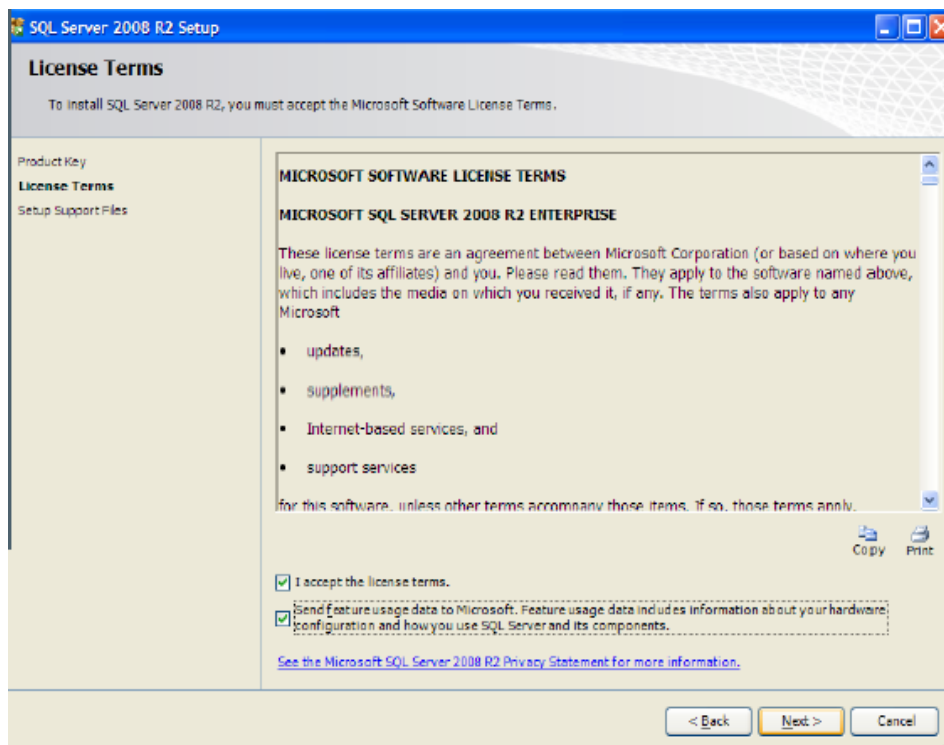 SQL Server 2008 R2 Setup
License Terms
To install SQL Server 2008 R2, you must accept the Microsoft Software License Terms.
Product Key
License Terms
Setup Support Files
MICROSOFT SOFTWARE LICENSE TERMS
MICROSOFT SQL SERVER 2008 R2 ENTERPRISE
These license terms are an agreement between Microsoft Corporation (or based on where you
live, one of its affiliates) and you. Please read them. They apply to the software named above,
which includes the media on which you received it, if any. The terms also apply to any
Microsoft
• updates,
• supplements,
• Internet-based services, and
• support services
for this software, unless other terms accompany those items. If so, those terms apply.
Copy Print
I accept the license terms.
Send feature usage data to Microsoft. Feature usage data includes information about your hardware
configuration and how you use SQL Server and its components.
See the Microsoft SQL Server 2008 R2 Privacy Statement for more information.
< Back Next > Cancel